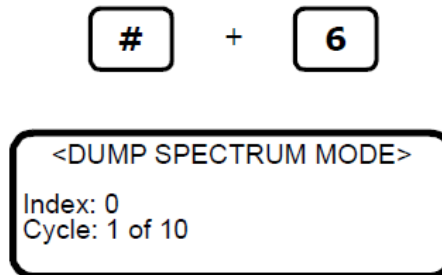 # + 6
<DUMP SPECTRUM MODE>
Index: 0
Cycle: 1 of 10